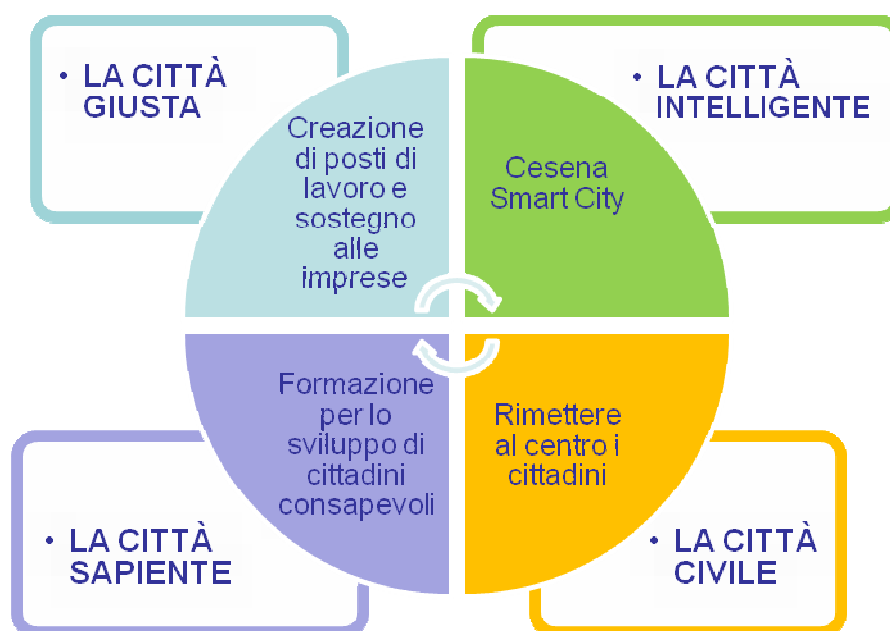 • LA CITTÀ
GIUSTA
Creazione
di posti di
lavoro e
sostegno
alle
imprese
Cesena
Smart City
• LA CITTÀ
INTELLIGENTE
• LA CITTÀ
SAPIENTE
Formazione
per lo
sviluppo di
cittadini
consapevoli
Rimettere
al centro i
cittadini
• LA CITTÀ
CIVILE